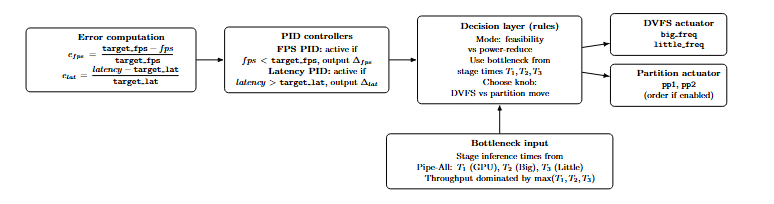 Error computation
e_fps = (target_fps − fps) / target_fps
e_lat = (latency − target_lat) / target_lat
PID controllers
FPS PID: active if
fps < target_fps, output Δ_fps
Latency PID: active if
latency > target_lat, output Δ_lat
Decision layer (rules)
Mode: feasibility
vs power-reduce
Use bottleneck from
stage times T₁, T₂, T₃
Choose knob:
DVFS vs partition move
DVFS actuator
big_freq
little_freq
Partition actuator
pp1, pp2
(order if enabled)
Bottleneck input
Stage inference times from
Pipe-All: T₁ (GPU), T₂ (Big), T₃ (Little)
Throughput dominated by max(T₁, T₂, T₃)